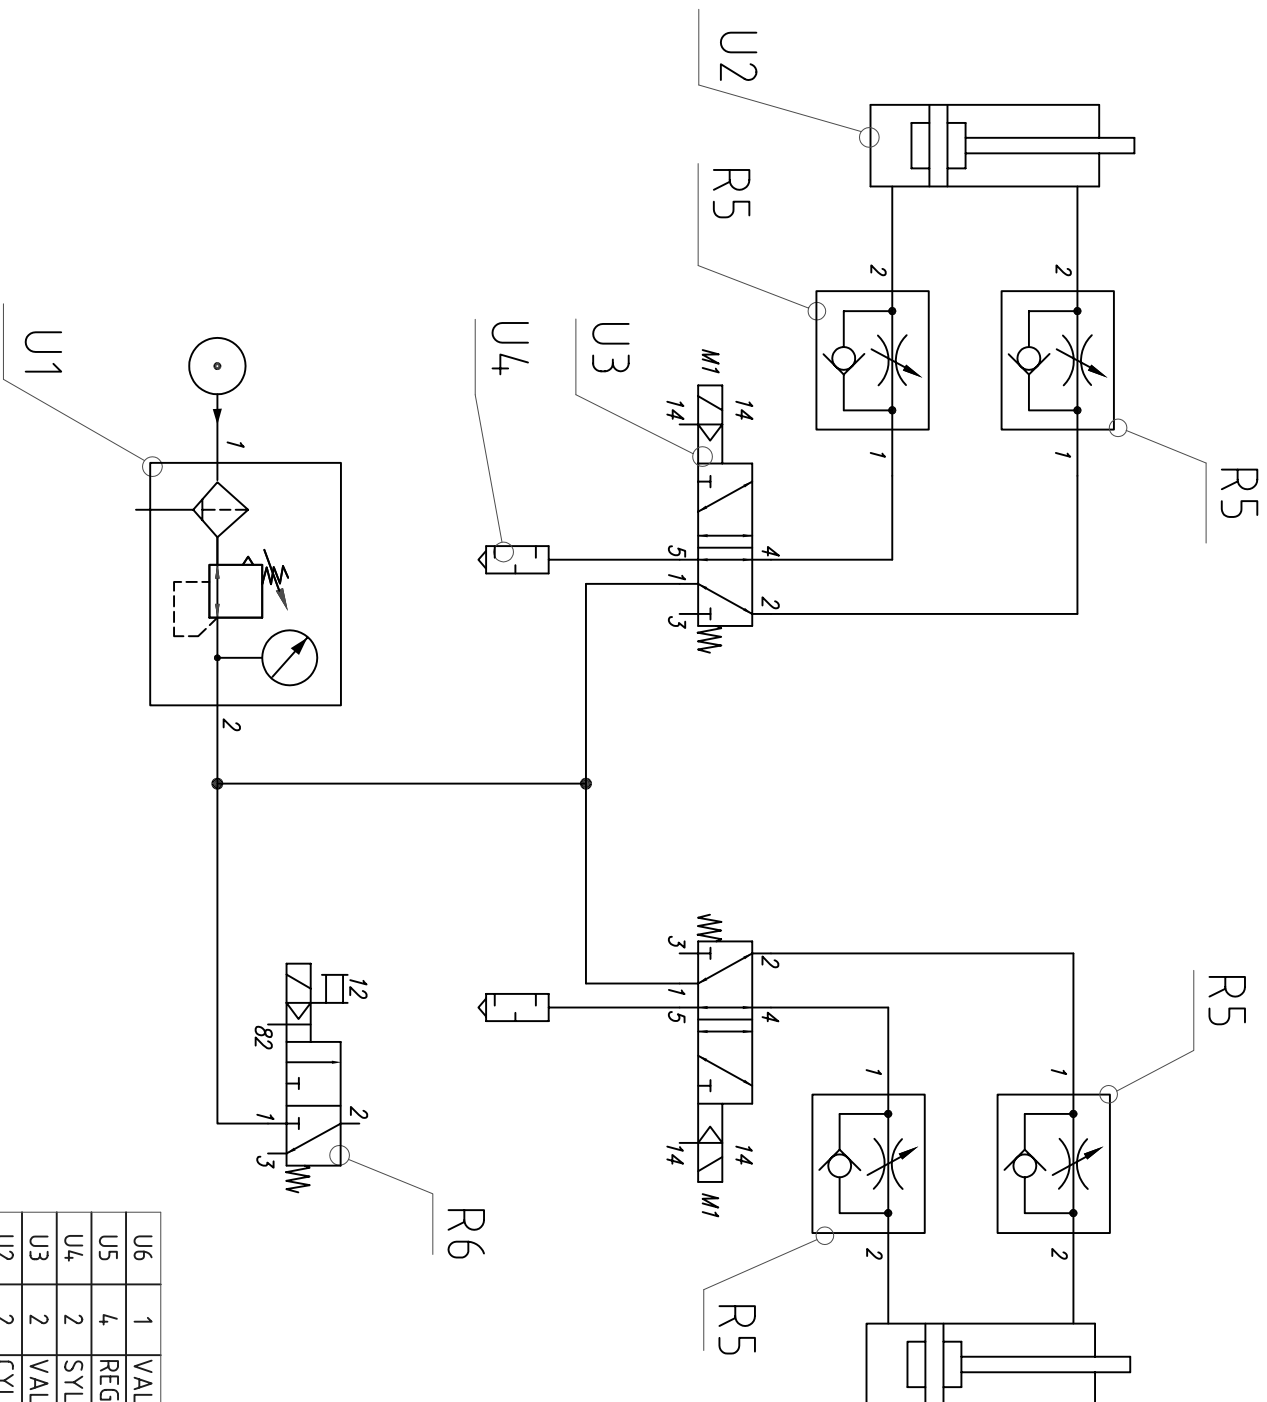 R5
R5
2 1 1 2
2 1 1 2
4 2 2 4
U2 R5 14 14 R5
M1 M1
14 5 1 3 3 1 5 14
U3
U4
R6
12 2
82 1 3
1 2
U1
U6 1 VAL
U5 4 REG
U4 2 SYL
U3 2 VAL
U2 2 CYL